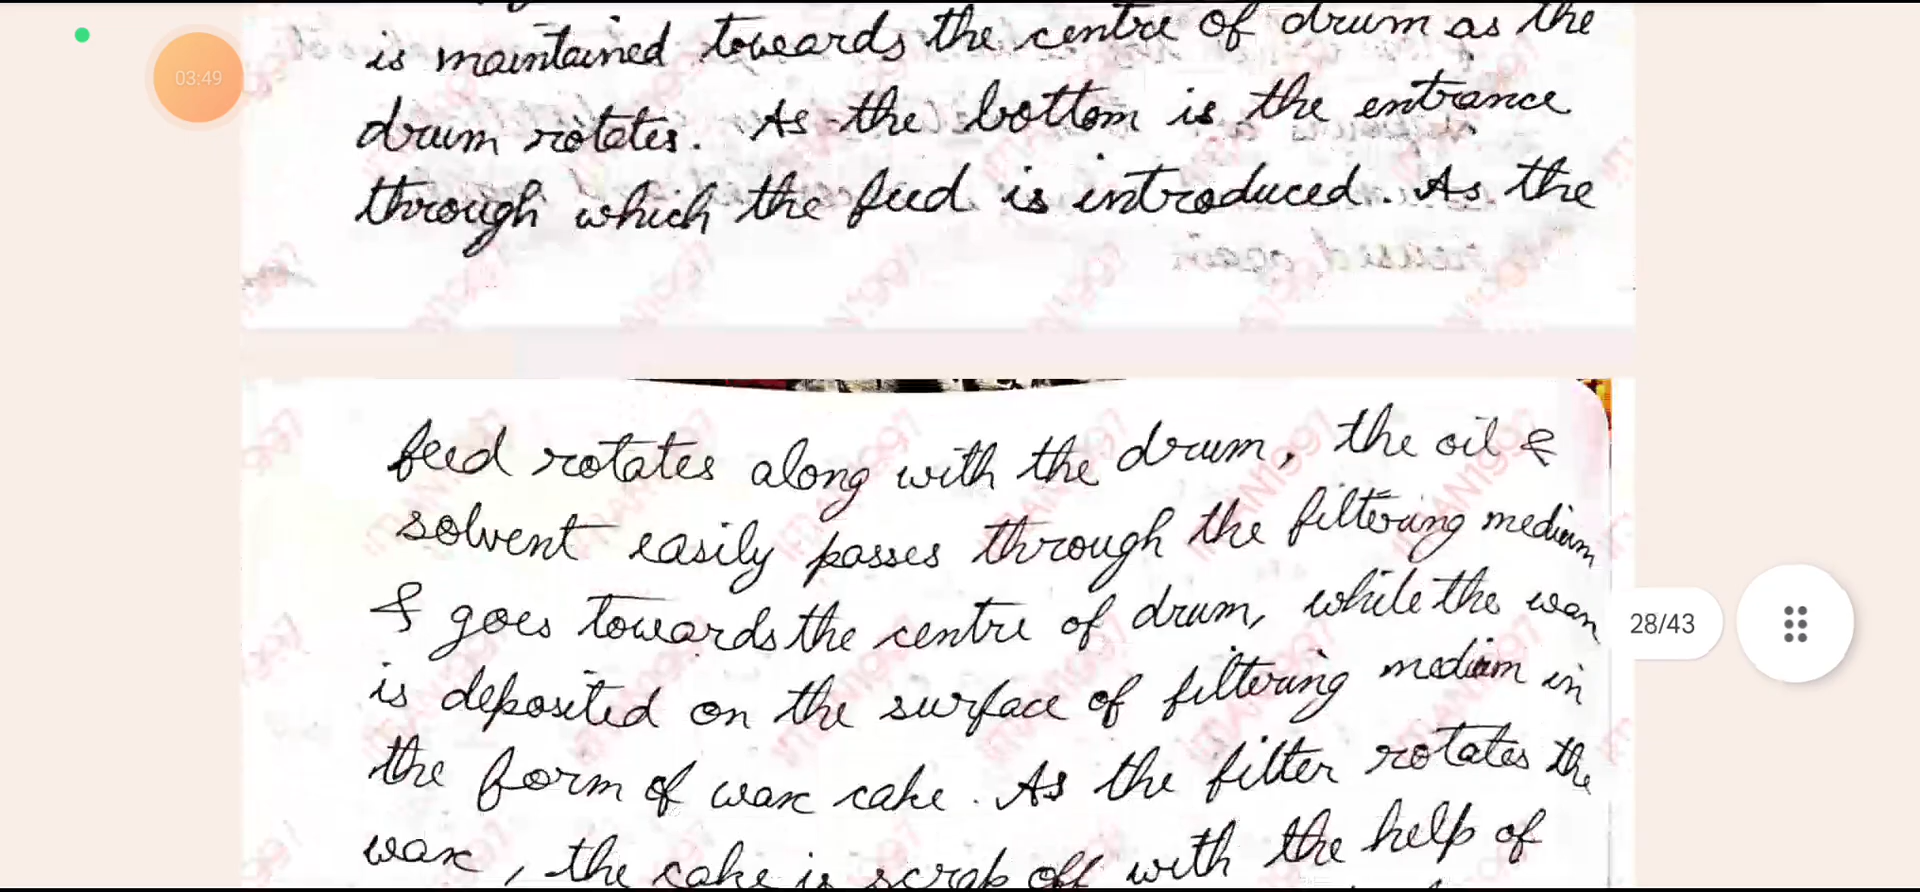 03:49
is maintained towards the centre of drum as the
drum rotates. As the bottom is the entrance
through which the feed is introduced. As the
feed rotates along with the drum, the oil &
solvent easily passes through the filtering medium
& goes towards the centre of drum, while the wax
is deposited on the surface of filtering medium in
the form of wax cake. As the filter rotates the
wax, the cake is scrap off with the help of
28/43
IMAN1997